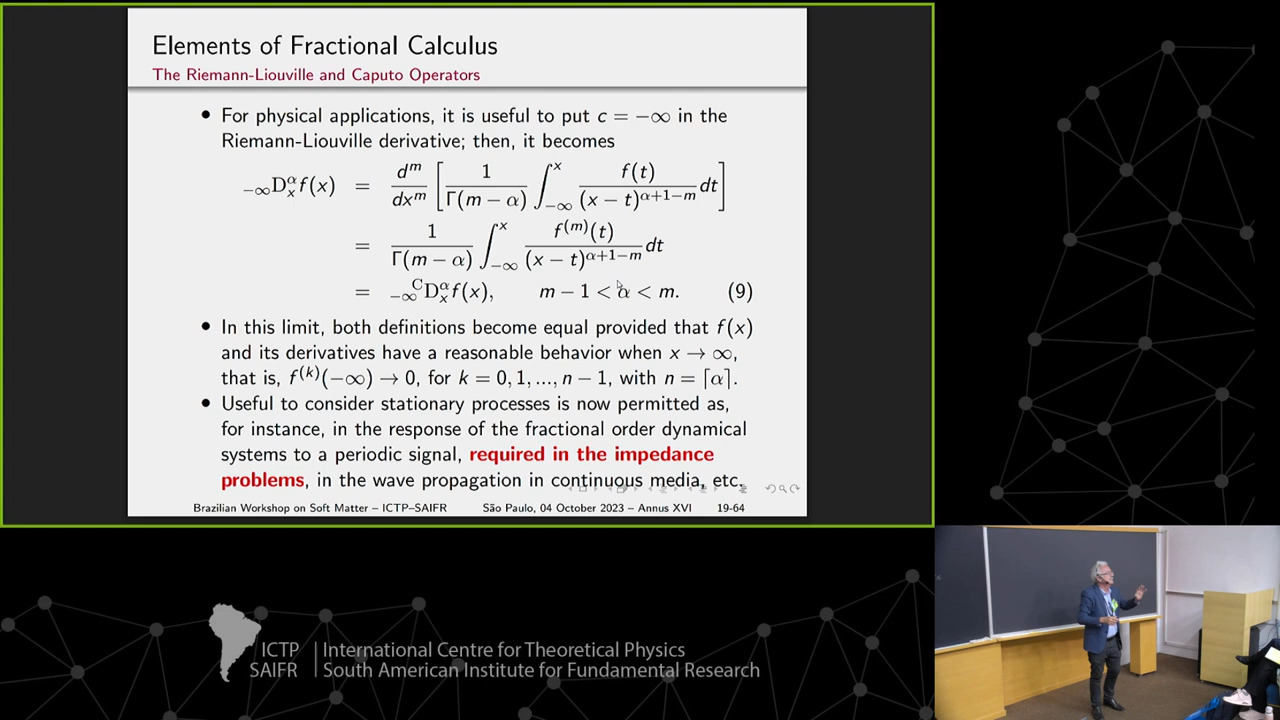 Elements of Fractional Calculus
The Riemann-Liouville and Caputo Operators
• For physical applications, it is useful to put c = −∞ in the
Riemann-Liouville derivative; then, it becomes
₋∞D_x^α f(x) = d^m/dx^m [ 1/Γ(m − α) ∫_{−∞}^x f(t)/(x − t)^{α+1−m} dt ]
= 1/Γ(m − α) ∫_{−∞}^x f^{(m)}(t)/(x − t)^{α+1−m} dt
= ₋∞^C D_x^α f(x), m − 1 < α < m. (9)
• In this limit, both definitions become equal provided that f(x)
and its derivatives have a reasonable behavior when x → ∞,
that is, f^{(k)}(−∞) → 0, for k = 0, 1, ..., n − 1, with n = ⌈α⌉.
• Useful to consider stationary processes is now permitted as,
for instance, in the response of the fractional order dynamical
systems to a periodic signal, required in the impedance
problems, in the wave propagation in continuous media, etc.
Brazilian Workshop on Soft Matter – ICTP–SAIFR São Paulo, 04 October 2023 – Annus XVI 19-64
ICTP
SAIFR
International Centre for Theoretical Physics
South American Institute for Fundamental Research